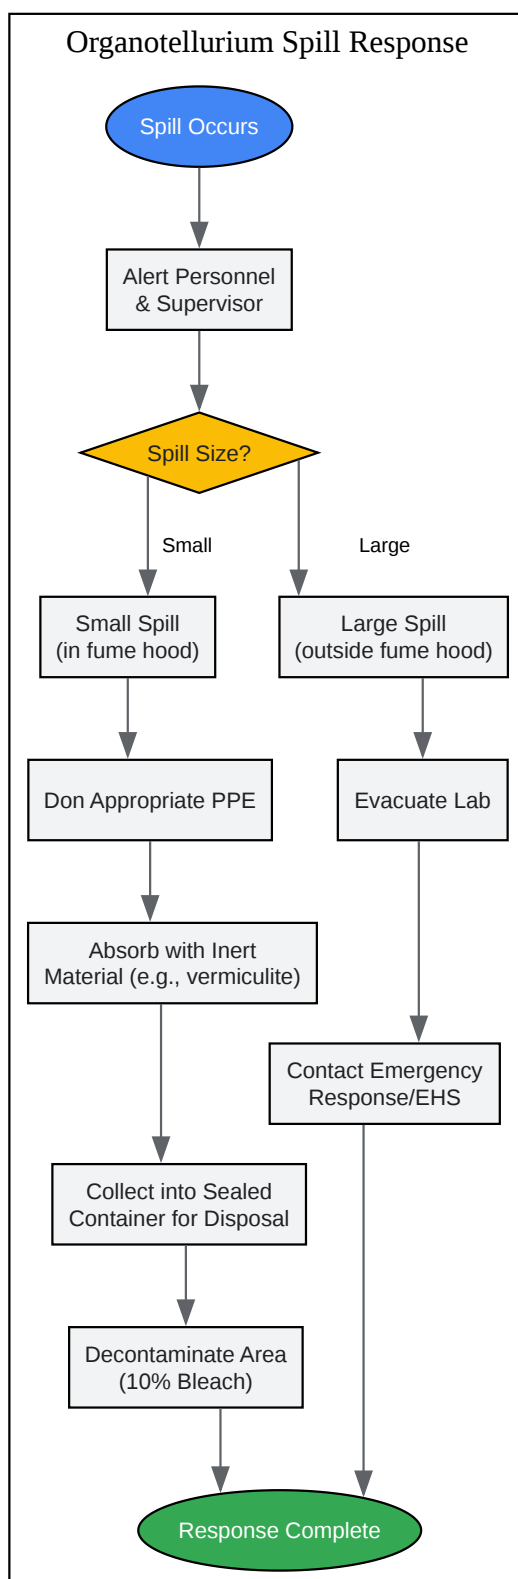 Organotellurium Spill Response
Spill Occurs
Alert Personnel
& Supervisor
Spill Size?
Small
Large
Small Spill
(in fume hood)
Large Spill
(outside fume hood)
Don Appropriate PPE
Evacuate Lab
Absorb with Inert
Material (e.g., vermiculite)
Contact Emergency
Response/EHS
Collect into Sealed
Container for Disposal
Decontaminate Area
(10% Bleach)
Response Complete